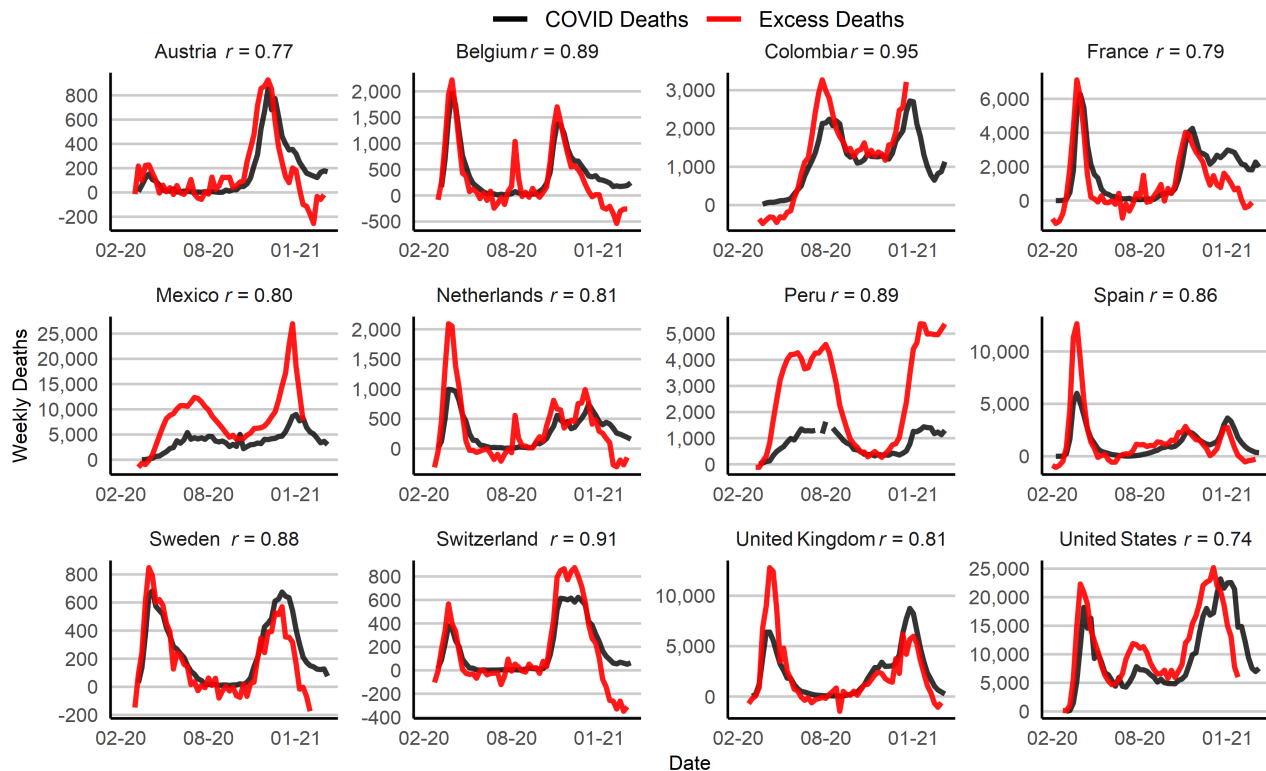 COVID Deaths Excess Deaths
Austria r = 0.77
Belgium r = 0.89
Colombia r = 0.95
France r = 0.79
800
600
400
200
0
-200
2,000
1,500
1,000
500
0
-500
3,000
2,000
1,000
0
6,000
4,000
2,000
0
02-20 08-20 01-21
02-20 08-20 01-21
02-20 08-20 01-21
02-20 08-20 01-21
Mexico r = 0.80
Netherlands r = 0.81
Peru r = 0.89
Spain r = 0.86
Weekly Deaths
25,000
20,000
15,000
10,000
5,000
0
2,000
1,500
1,000
500
0
5,000
4,000
3,000
2,000
1,000
0
10,000
5,000
0
02-20 08-20 01-21
02-20 08-20 01-21
02-20 08-20 01-21
02-20 08-20 01-21
Sweden r = 0.88
Switzerland r = 0.91
United Kingdom r = 0.81
United States r = 0.74
800
600
400
200
0
-200
800
600
400
200
0
-200
-400
10,000
5,000
0
25,000
20,000
15,000
10,000
5,000
0
02-20 08-20 01-21
02-20 08-20 01-21
02-20 08-20 01-21
02-20 08-20 01-21
Date